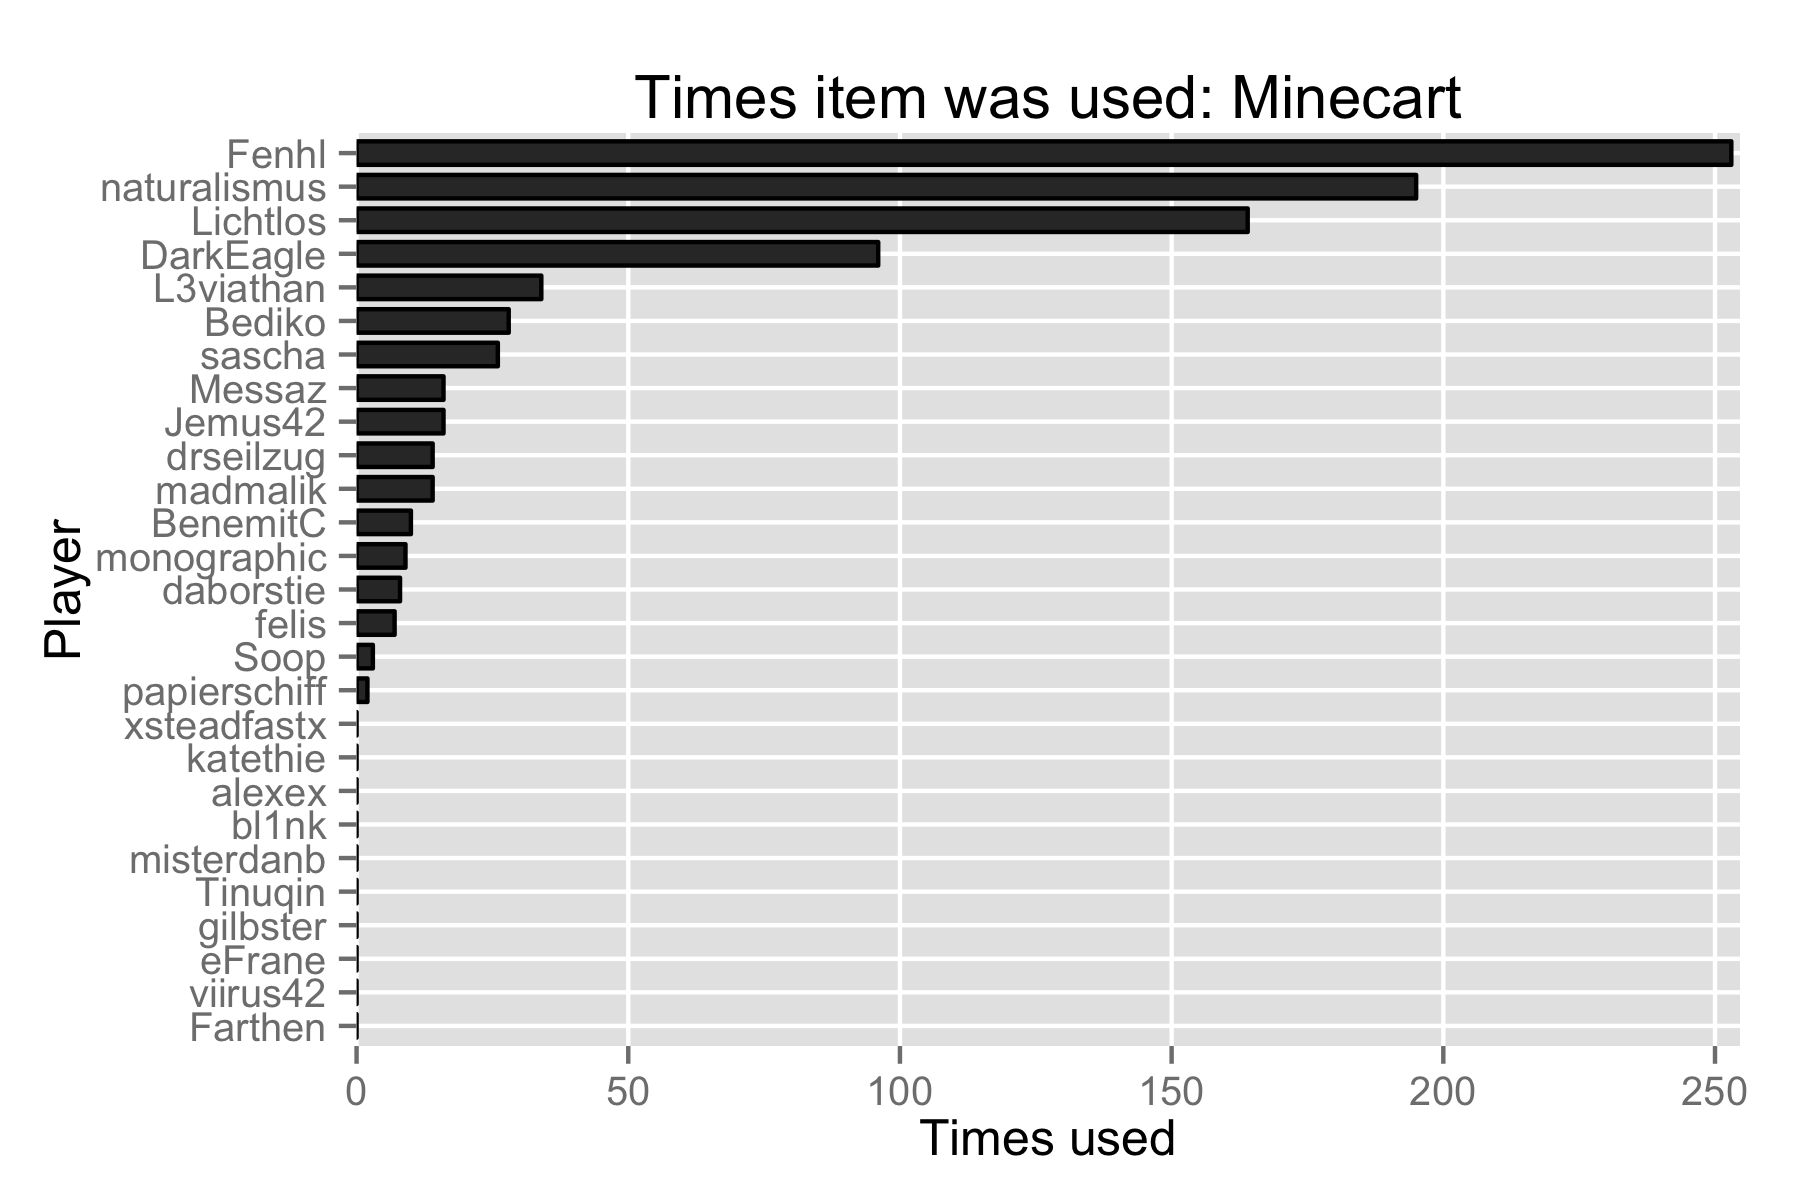 Times item was used: Minecart
Fenhl
naturalismus
Lichtlos
DarkEagle
L3viathan
Bediko
sascha
Messaz
Jemus42
drseilzug
madmalik
BenemitC
monographic
daborstie
felis
Soop
papierschiff
xsteadfastx
katethie
alexex
bl1nk
misterdanb
Tinuqin
gilbster
eFrane
viirus42
Farthen
Player
0 50 100 150 200 250
Times used